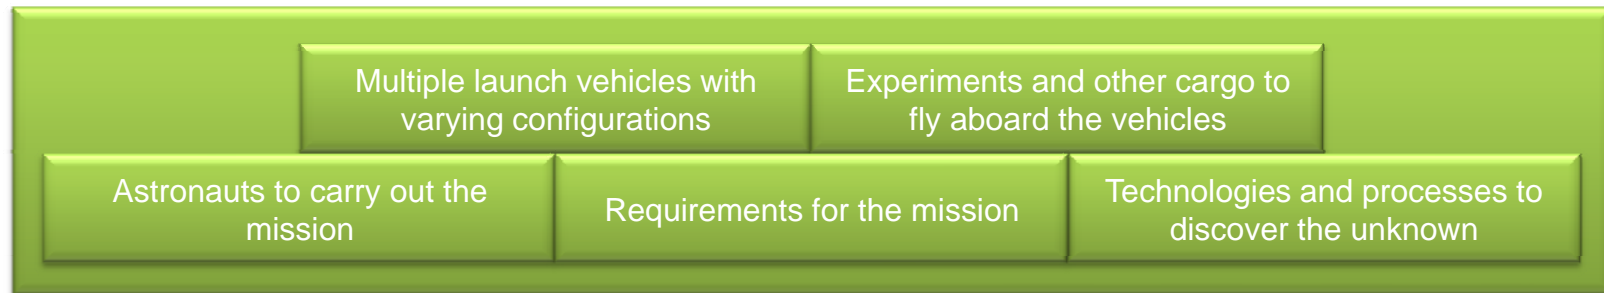 Multiple launch vehicles with
varying configurations
Experiments and other cargo to
fly aboard the vehicles
Astronauts to carry out the
mission
Requirements for the mission
Technologies and processes to
discover the unknown